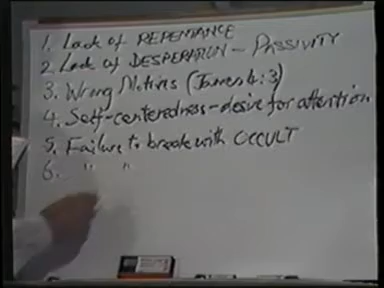 1. Lack of REPENTANCE
2. Lack of DESPERATION - PASSIVITY
3. Wrong Motives (James 4:3)
4. Self-centeredness-desire for attention
5. Failure to break with OCCULT
6. " "